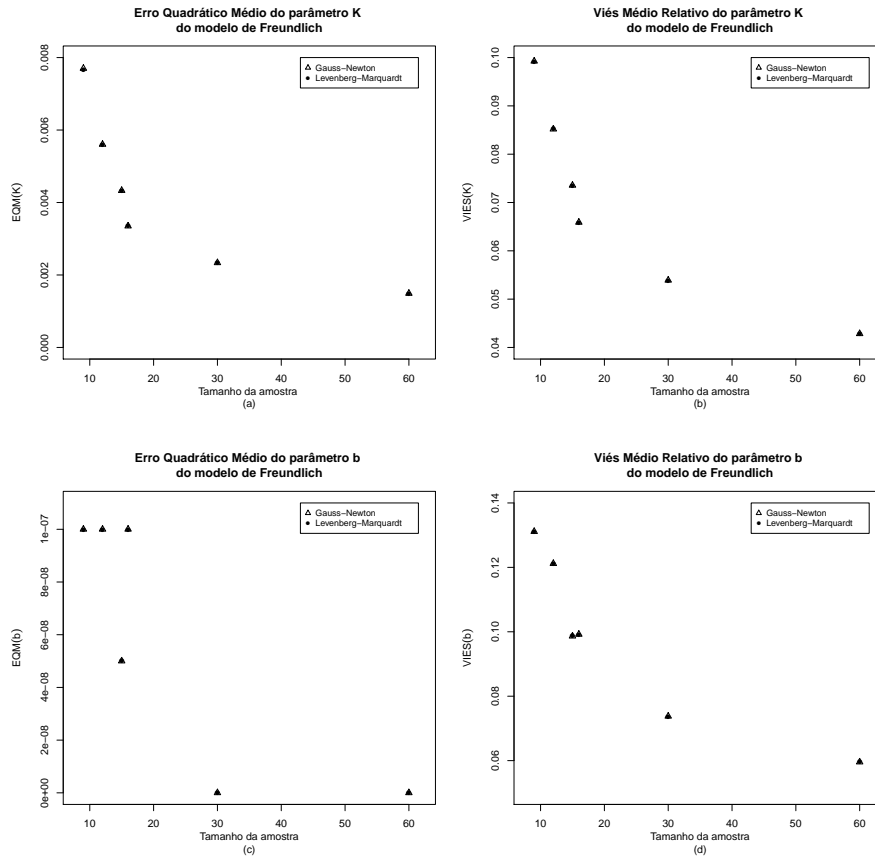 Erro Quadrático Médio do parâmetro K
do modelo de Freundlich
Gauss−Newton
Levenberg−Marquardt
EQM(K)
0.008
0.006
0.004
0.002
0.000
10 20 30 40 50 60
Tamanho da amostra
(a)
Viés Médio Relativo do parâmetro K
do modelo de Freundlich
Gauss−Newton
Levenberg−Marquardt
VIES(K)
0.10
0.09
0.08
0.07
0.06
0.05
0.04
10 20 30 40 50 60
Tamanho da amostra
(b)
Erro Quadrático Médio do parâmetro b
do modelo de Freundlich
Gauss−Newton
Levenberg−Marquardt
EQM(b)
1e−07
8e−08
6e−08
4e−08
2e−08
0e+00
10 20 30 40 50 60
Tamanho da amostra
(c)
Viés Médio Relativo do parâmetro b
do modelo de Freundlich
Gauss−Newton
Levenberg−Marquardt
VIES(b)
0.14
0.12
0.10
0.08
0.06
10 20 30 40 50 60
Tamanho da amostra
(d)